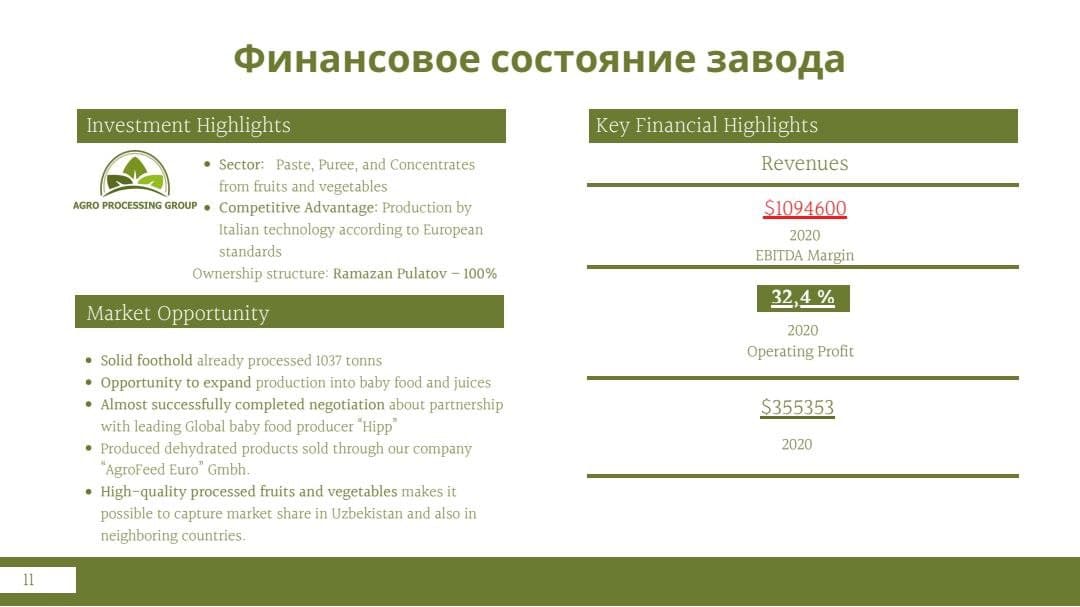 Финансовое состояние завода
Investment Highlights
AGRO PROCESSING GROUP
Sector: Paste, Puree, and Concentrates
from fruits and vegetables
Competitive Advantage: Production by
Italian technology according to European
standards
Ownership structure: Ramazan Pulatov – 100%
Market Opportunity
Solid foothold already processed 1037 tonns
Opportunity to expand production into baby food and juices
Almost successfully completed negotiation about partnership
with leading Global baby food producer "Hipp"
Produced dehydrated products sold through our company
"AgroFeed Euro" Gmbh.
High-quality processed fruits and vegetables makes it
possible to capture market share in Uzbekistan and also in
neighboring countries.
Key Financial Highlights
Revenues
$1094600
2020
EBITDA Margin
32,4 %
2020
Operating Profit
$355353
2020
11